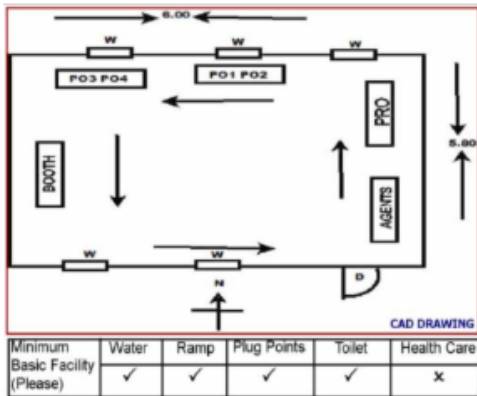 6.00
W W W
PO3 PO4 PO1 PO2
PRO
5.80
BOOTH
AGENTS
W W
D
N
CAD DRAWING
Minimum Basic Facility (Please) Water Ramp Plug Points Toilet Health Care
✓ ✓ ✓ ✓ x